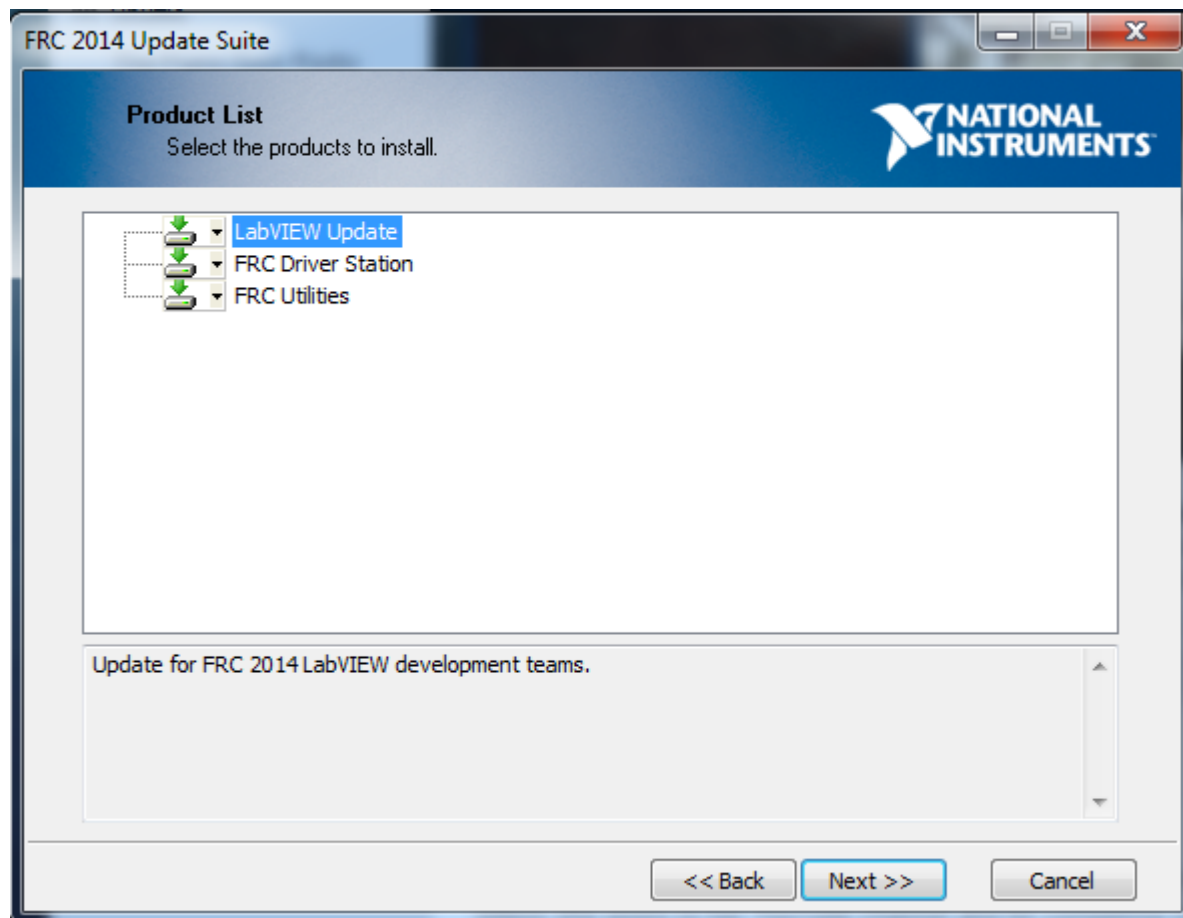 FRC 2014 Update Suite
Product List
Select the products to install.
NATIONAL
INSTRUMENTS
LabVIEW Update
FRC Driver Station
FRC Utilities
Update for FRC 2014 LabVIEW development teams.
<< Back
Next >>
Cancel